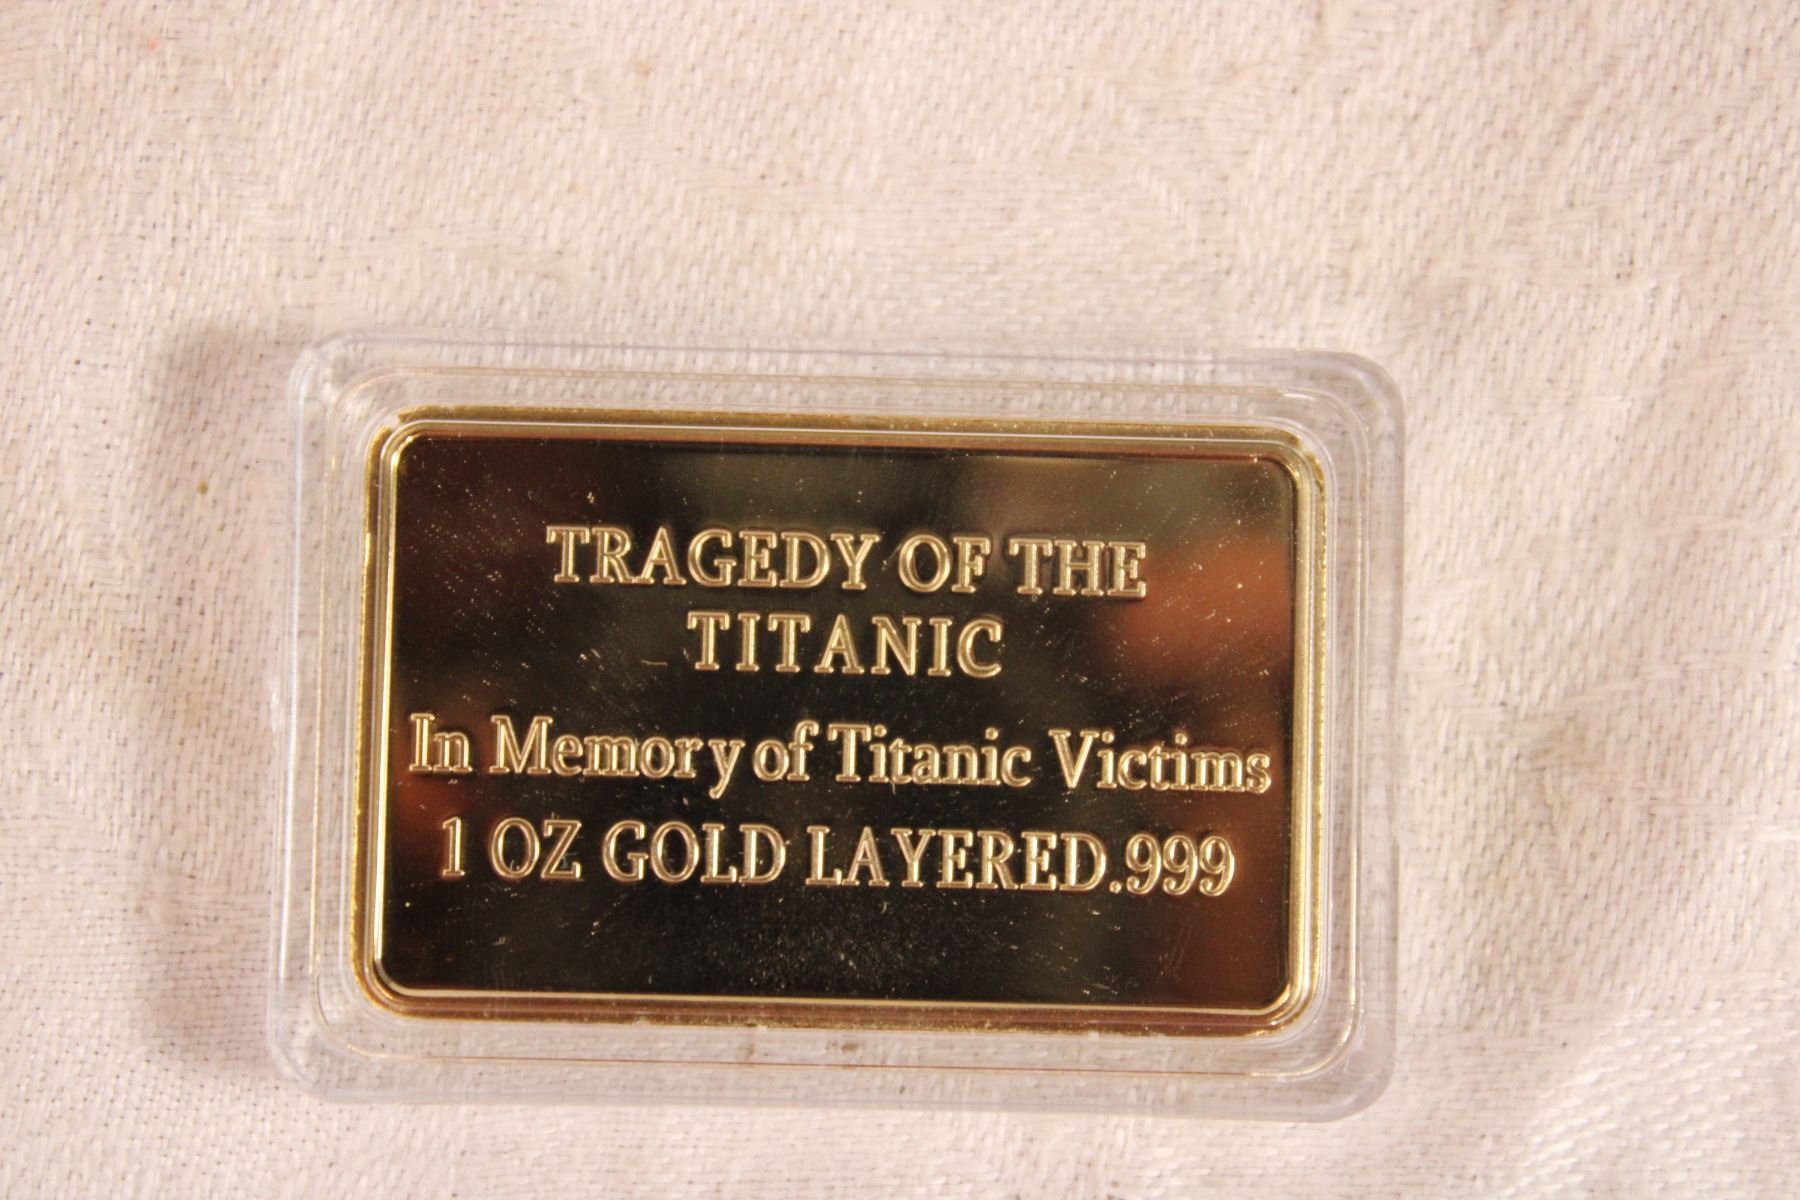 TRAGEDY OF THE
TITANIC
In Memory of Titanic Victims
1 OZ GOLD LAYERED.999